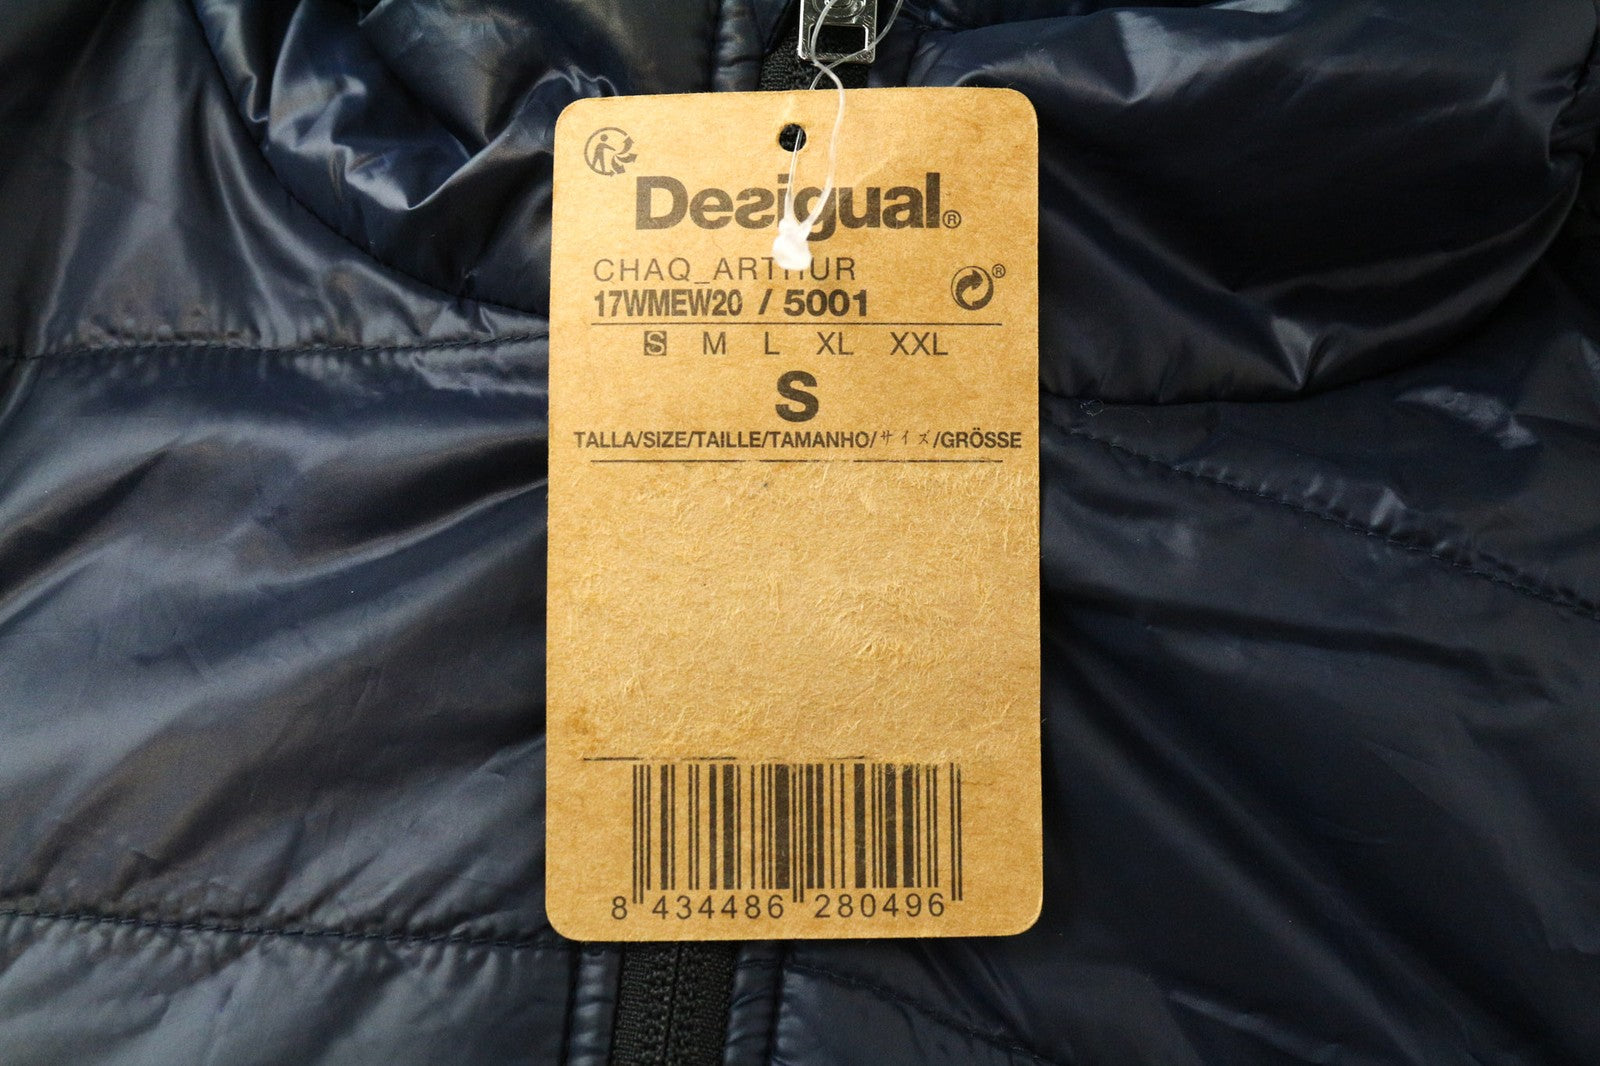 Desigual®
CHAQ_ARTHUR
17WMEW20 / 5001
S M L XL XXL
S
TALLA/SIZE/TAILLE/TAMANHO/サイズ/GRÖSSE
8 434486 280496